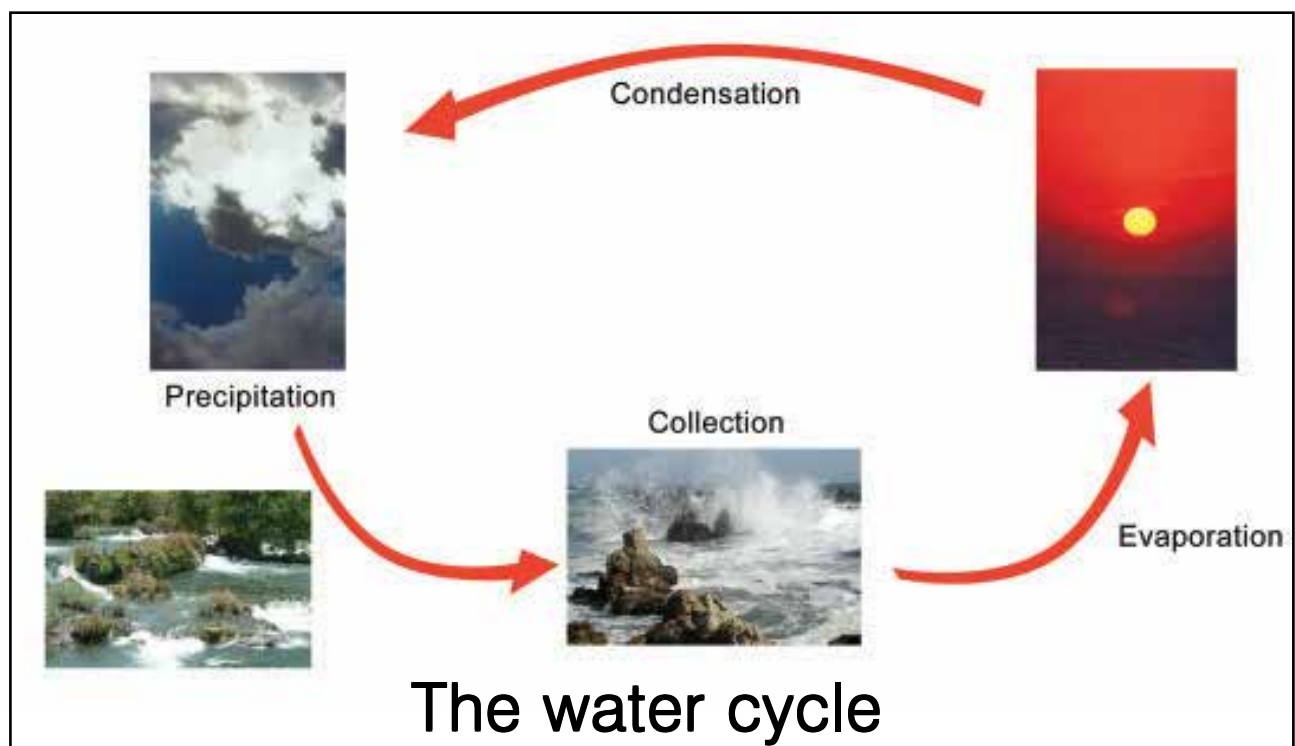 Condensation
Precipitation
Collection
Evaporation
The water cycle